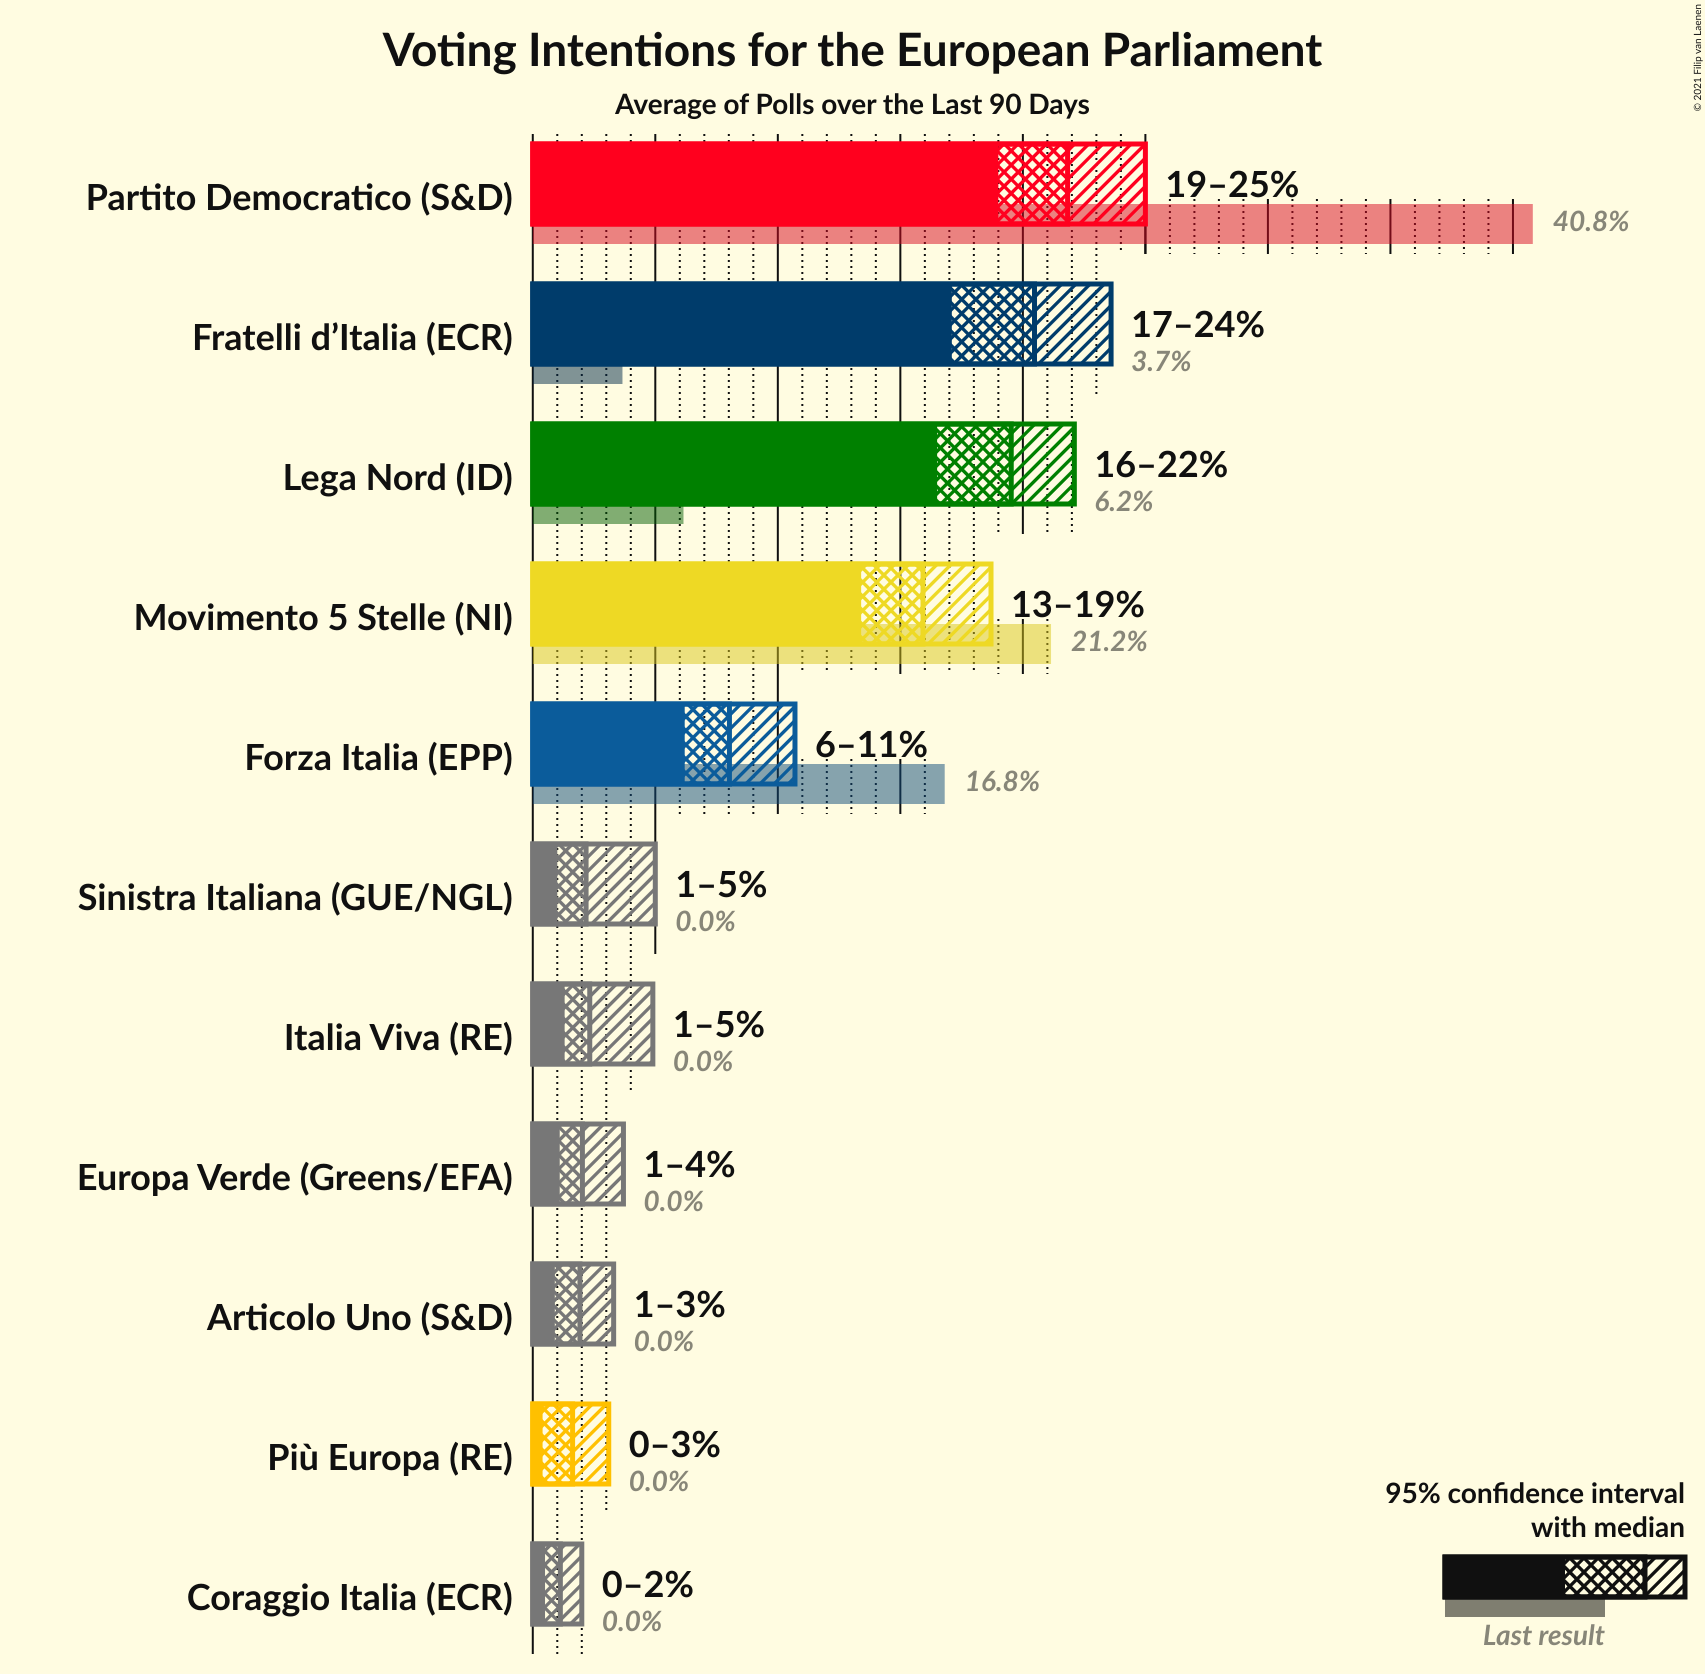 Voting Intentions for the European Parliament
Average of Polls over the Last 90 Days
© 2021 Filip van Laenen
Partito Democratico (S&D)
19–25%
40.8%
Fratelli d’Italia (ECR)
17–24%
3.7%
Lega Nord (ID)
16–22%
6.2%
Movimento 5 Stelle (NI)
13–19%
21.2%
Forza Italia (EPP)
6–11%
16.8%
Sinistra Italiana (GUE/NGL)
1–5%
0.0%
Italia Viva (RE)
1–5%
0.0%
Europa Verde (Greens/EFA)
1–4%
0.0%
Articolo Uno (S&D)
1–3%
0.0%
Più Europa (RE)
0–3%
0.0%
Coraggio Italia (ECR)
0–2%
0.0%
95% confidence interval
with median
Last result